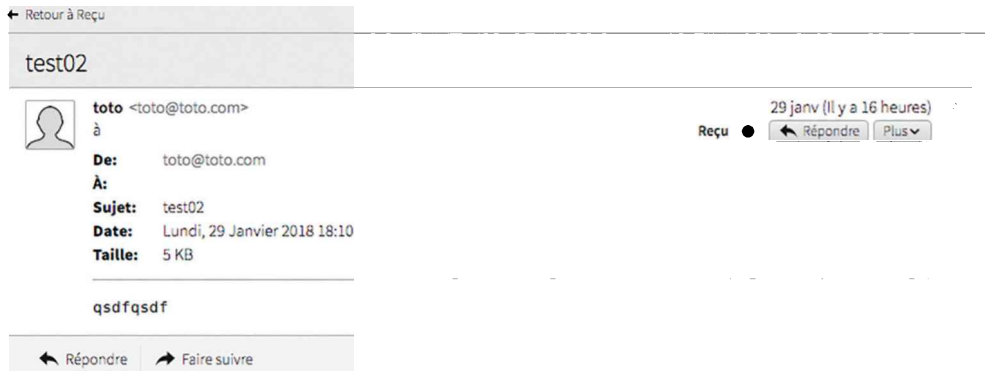 Retour à Reçu
test02
toto <toto@toto.com> 29 janv (Il y a 16 heures)
à Reçu Répondre Plus
De: toto@toto.com
À:
Sujet: test02
Date: Lundi, 29 Janvier 2018 18:10
Taille: 5 KB
qsdfqsdf
Répondre Faire suivre